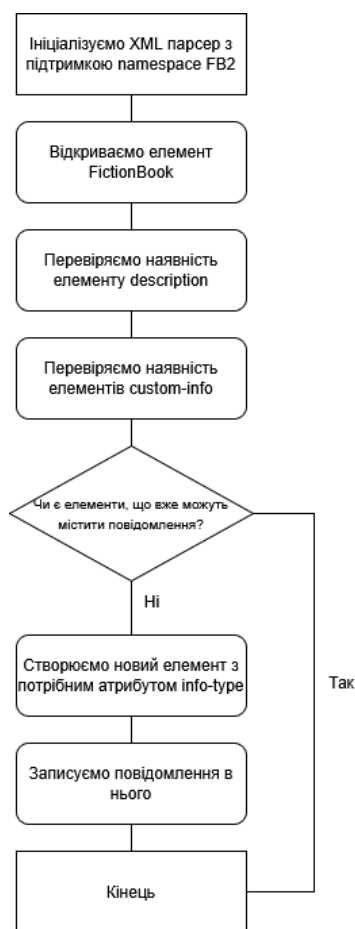 Ініціалізуємо XML парсер з
підтримкою namespace FB2
Відкриваємо елемент
FictionBook
Перевіряємо наявність
елементу description
Перевіряємо наявність
елементів custom-info
Чи є елементи, що вже можуть
містити повідомлення?
Ні
Створюємо новий елемент з
потрібним атрибутом info-type
Так
Записуємо повідомлення в
нього
Кінець